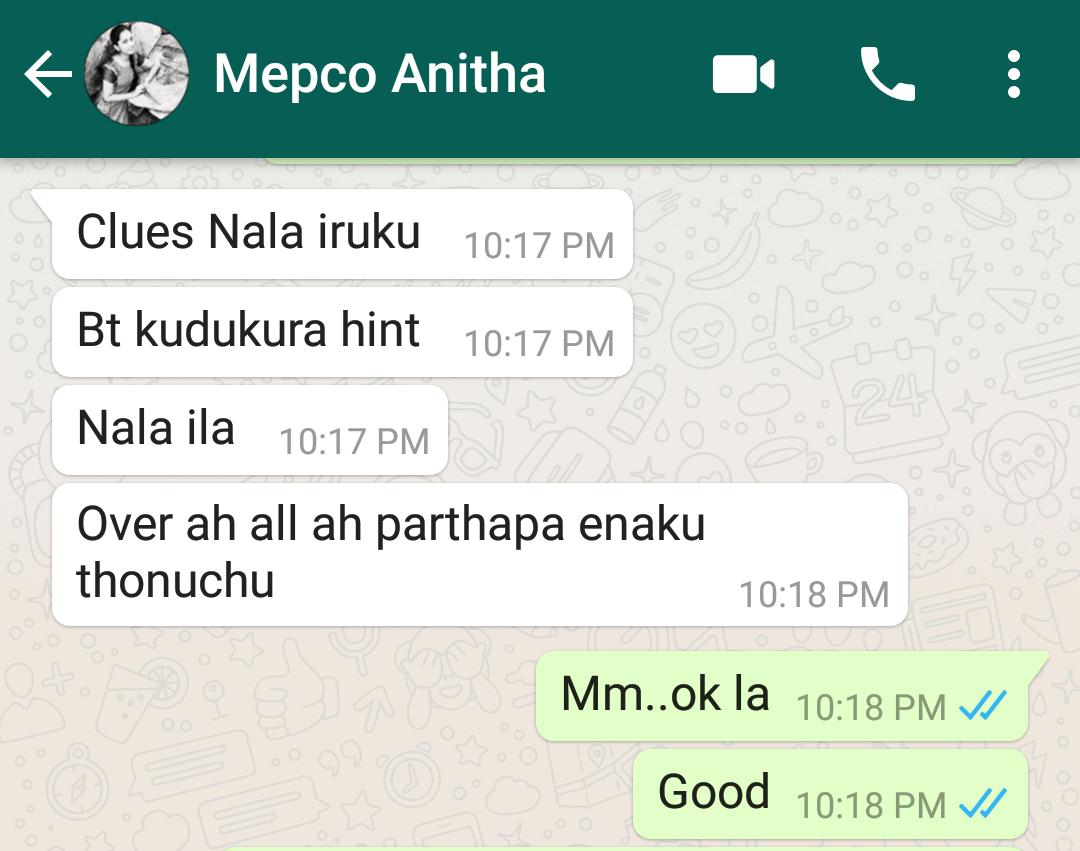 Mepco Anitha
Clues Nala iruku 10:17 PM
Bt kudukura hint 10:17 PM
Nala ila 10:17 PM
Over ah all ah parthapa enaku
thonuchu 10:18 PM
Mm..ok la 10:18 PM
Good 10:18 PM